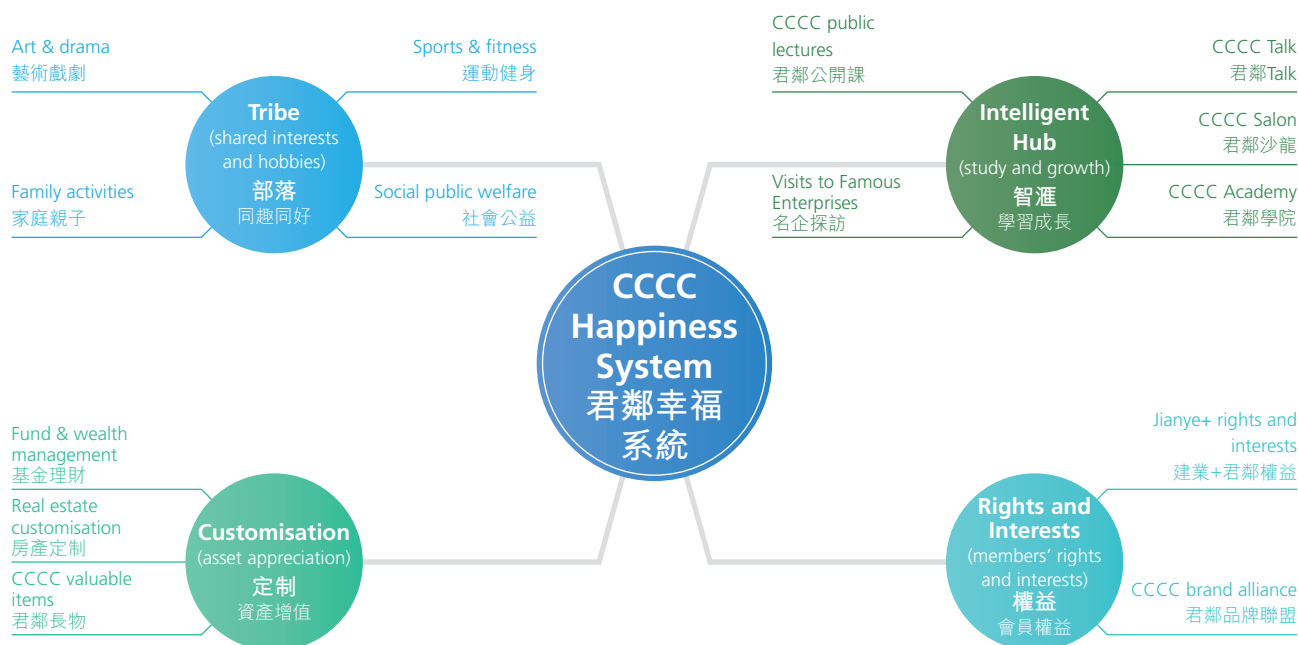 Art & drama
藝術戲劇
Sports & fitness
運動健身
Tribe
(shared interests
and hobbies)
部落
同趣同好
Family activities
家庭親子
Social public welfare
社會公益
CCCC public
lectures
君鄰公開課
CCCC Talk
君鄰Talk
Intelligent
Hub
(study and growth)
智滙
學習成長
CCCC Salon
君鄰沙龍
Visits to Famous
Enterprises
名企探訪
CCCC Academy
君鄰學院
CCCC
Happiness
System
君鄰幸福
系統
Fund & wealth
management
基金理財
Real estate
customisation
房產定制
CCCC valuable
items
君鄰長物
Customisation
(asset appreciation)
定制
資產增值
Jianye+ rights and
interests
建業+君鄰權益
Rights and
Interests
(members’ rights
and interests)
權益
會員權益
CCCC brand alliance
君鄰品牌聯盟